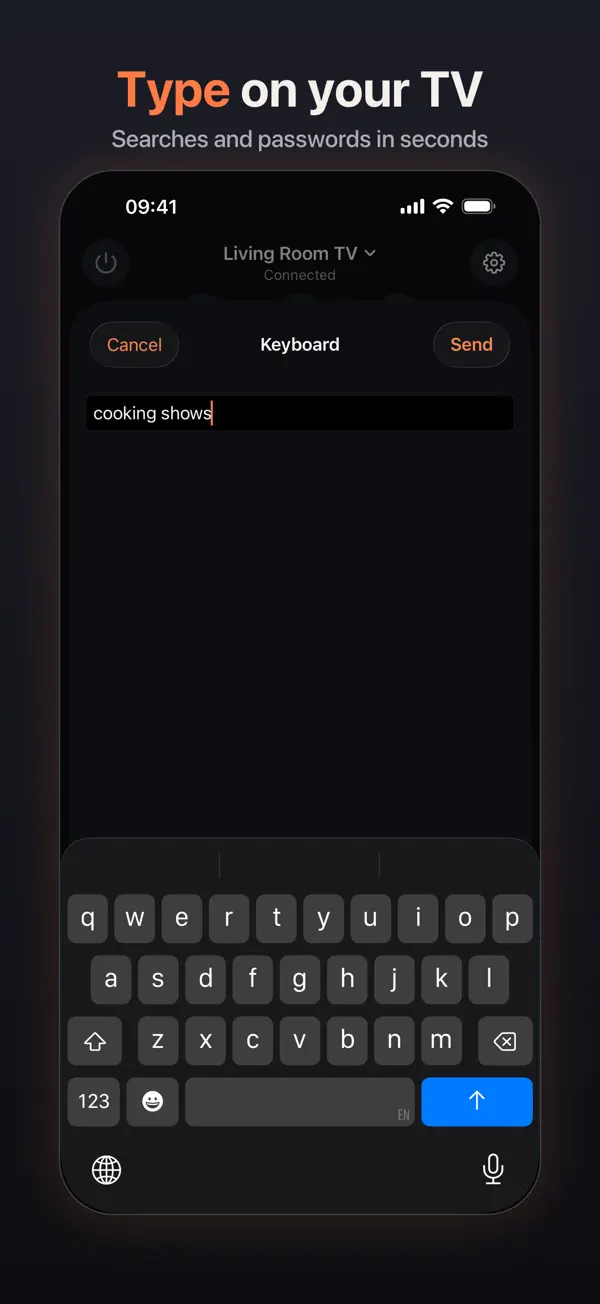 Type on your TV
Searches and passwords in seconds
09:41
Living Room TV
Connected
Cancel Keyboard Send
cooking shows
q w e r t y u i o p
a s d f g h j k l
z x c v b n m
123 EN